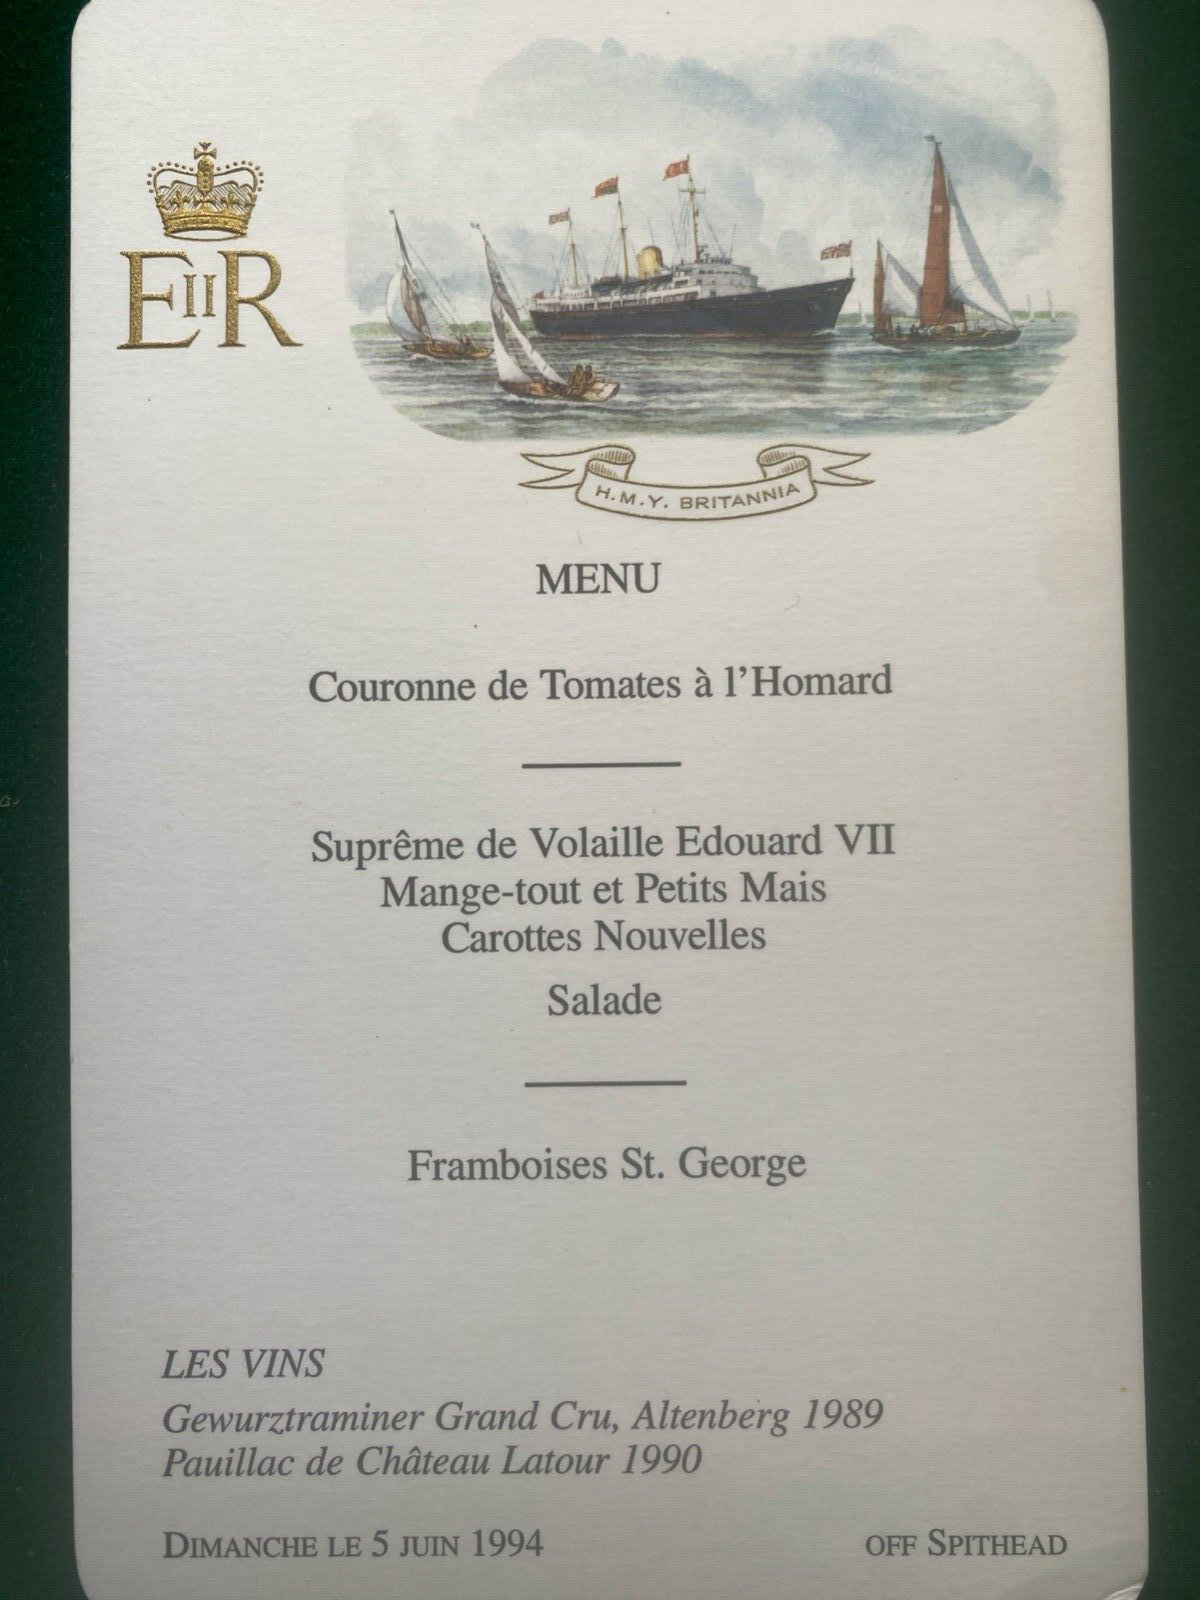 EIIR
H.M.Y. BRITANNIA
MENU
Couronne de Tomates à l'Homard
Suprême de Volaille Edouard VII
Mange-tout et Petits Mais
Carottes Nouvelles
Salade
Framboises St. George
LES VINS
Gewurztraminer Grand Cru, Altenberg 1989
Pauillac de Château Latour 1990
DIMANCHE LE 5 JUIN 1994 OFF SPITHEAD